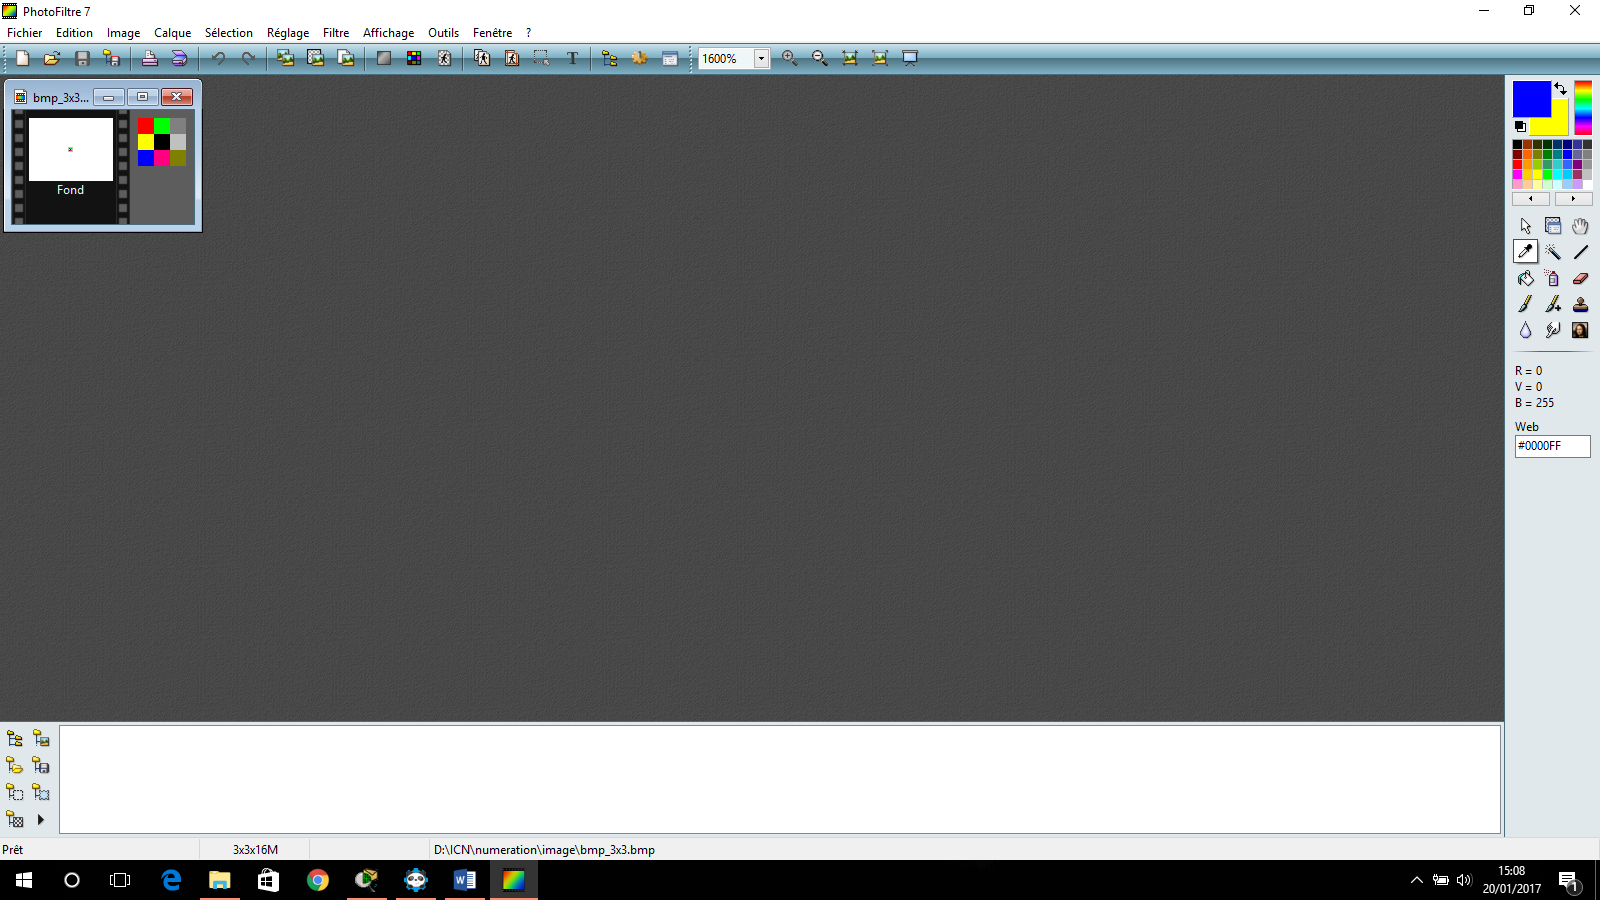 PhotoFiltre 7
Fichier Edition Image Calque Sélection Réglage Filtre Affichage Outils Fenêtre ?
T 1600%
bmp_3x3...
Fond
R = 0
V = 0
B = 255
Web
#0000FF
Prêt 3x3x16M D:\ICN\numeration\image\bmp_3x3.bmp
15:08
20/01/2017
1